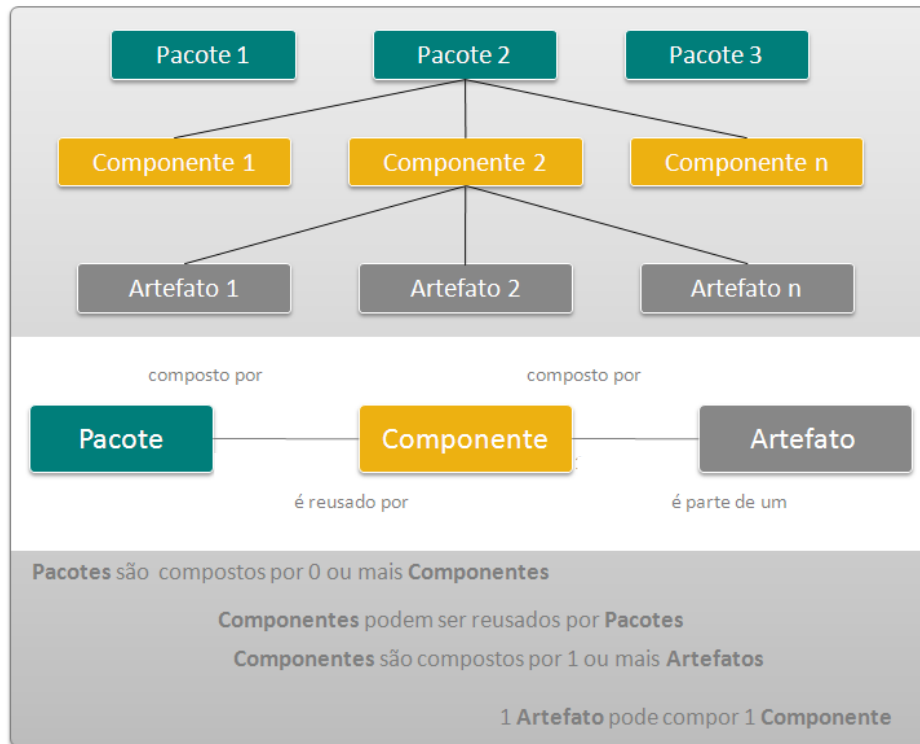 Pacote 1
Pacote 2
Pacote 3
Componente 1
Componente 2
Componente n
Artefato 1
Artefato 2
Artefato n
composto por
composto por
Pacote
Componente
Artefato
é reusado por
é parte de um
Pacotes são compostos por 0 ou mais Componentes
Componentes podem ser reusados por Pacotes
Componentes são compostos por 1 ou mais Artefatos
1 Artefato pode compor 1 Componente